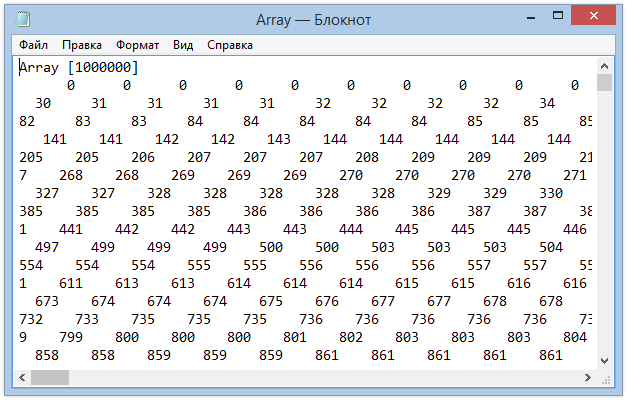 Array — Блокнот
Файл Правка Формат Вид Справка
Array [1000000]
0 0 0 0 0 0 0 0 0 0
30 31 31 31 31 32 32 32 32 34
82 83 83 84 84 84 84 84 85 85 85
141 141 142 142 143 144 144 144 144 144
205 205 206 207 207 207 208 209 209 209 21
7 268 268 269 269 269 270 270 270 270 271
327 327 328 328 328 328 328 329 329 330
385 385 385 385 386 386 386 386 387 387 38
1 441 442 442 443 443 444 445 445 445 446
497 499 499 499 500 500 503 503 503 504
554 554 554 555 555 556 556 556 557 557 55
1 611 613 613 614 614 614 615 615 616 616
673 674 674 674 675 676 677 677 678 678
732 733 735 735 735 736 736 736 736 736 73
9 799 800 800 800 801 802 803 803 803 804
858 858 859 859 859 861 861 861 861 861